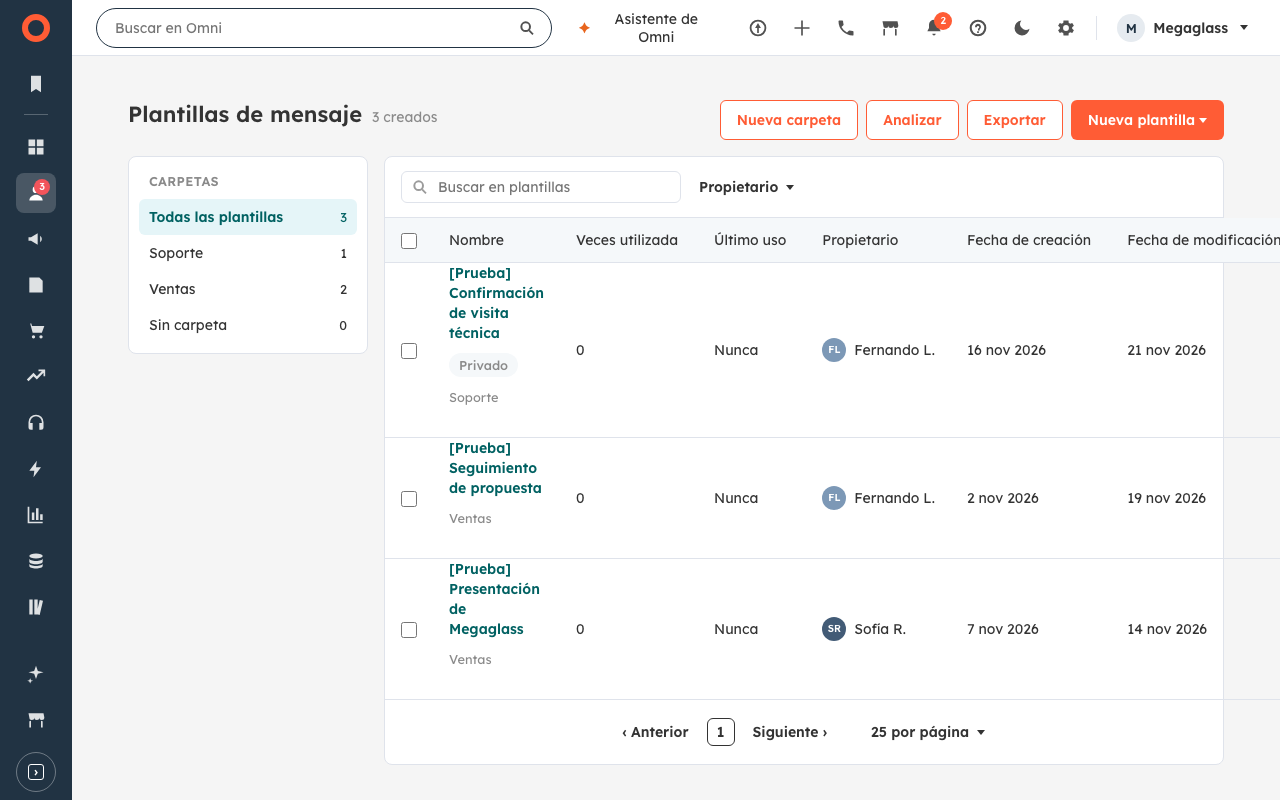 Buscar en Omni
Asistente de
Omni
2
M
Megaglass
3
Plantillas de mensaje
3 creados
Nueva carpeta
Analizar
Exportar
Nueva plantilla
CARPETAS
Todas las plantillas 3
Soporte 1
Ventas 2
Sin carpeta 0
Buscar en plantillas
Propietario
Nombre Veces utilizada Último uso Propietario Fecha de creación Fecha de modificación
[Prueba]
Confirmación
de visita
técnica
Privado
Soporte
0 Nunca FL Fernando L. 16 nov 2026 21 nov 2026
[Prueba]
Seguimiento
de propuesta
Ventas
0 Nunca FL Fernando L. 2 nov 2026 19 nov 2026
[Prueba]
Presentación
de
Megaglass
Ventas
0 Nunca SR Sofía R. 7 nov 2026 14 nov 2026
‹ Anterior 1 Siguiente › 25 por página